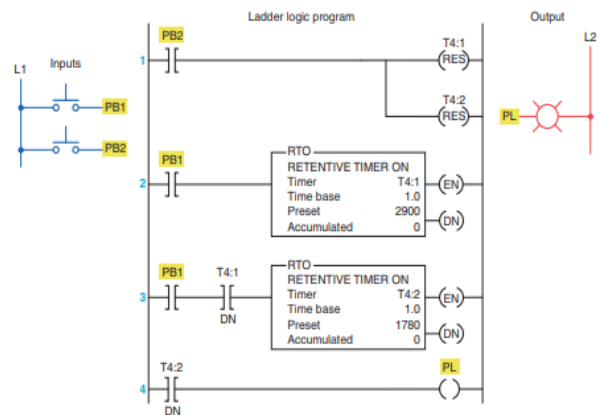 Ladder logic program
Output
Inputs
L1
PB1
PB2
L2
PL
1
PB2
T4:1
RES
T4:2
RES
2
PB1
RTO
RETENTIVE TIMER ON
Timer T4:1
Time base 1.0
Preset 2900
Accumulated 0
EN
DN
3
PB1
T4:1
DN
RTO
RETENTIVE TIMER ON
Timer T4:2
Time base 1.0
Preset 1780
Accumulated 0
EN
DN
4
T4:2
DN
PL